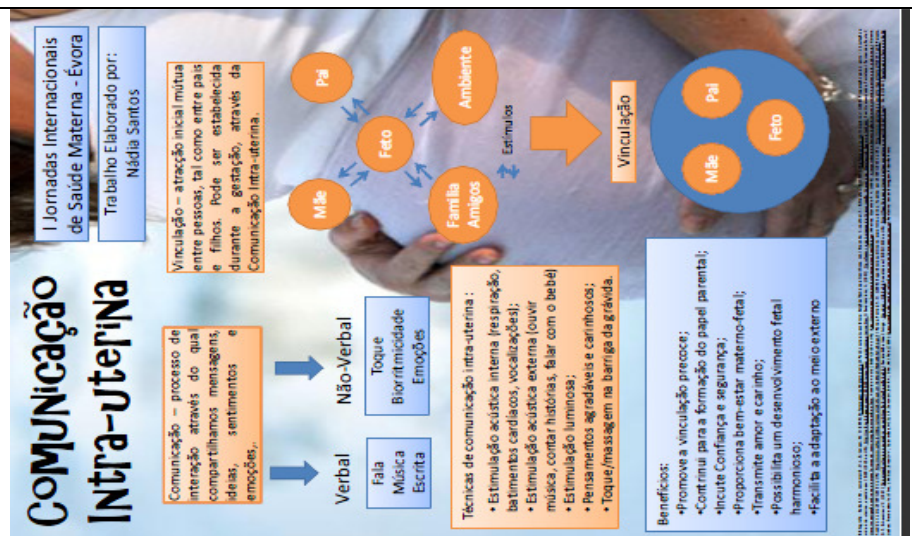 Comunicação
Intra-uterina
I Jornadas Internacionais
de Saúde Materna - Évora
Trabalho Elaborado por:
Nádia Santos
Comunicação – processo de
interação através do qual
compartilhamos mensagens,
ideias, sentimentos e
emoções,.
Vinculação – atracção inicial mútua
entre pessoas, tal como entre pais
e filhos. Pode ser estabelecida
durante a gestação, através da
Comunicação Intra-uterina.
Verbal
Não-Verbal
Fala
Música
Escrita
Toque
Biorritmicidade
Emoções
Mãe
Pai
Feto
Família
Amigos
Ambiente
Estímulos
Técnicas de comunicação intra-uterina :
• Estimulação acústica interna (respiração,
batimentos cardíacos, vocalizações);
• Estimulação acústica externa (ouvir
música, contar histórias, falar com o bebé)
• Estimulação luminosa;
• Pensamentos agradáveis e carinhosos;
• Toque/massagem na barriga da grávida.
Vinculação
Mãe
Pai
Feto
Benefícios:
•Promove a vinculação precoce;
•Contrinui para a formação do papel parental;
•Incute Confiança e segurança;
•Proporciona bem-estar materno-fetal;
•Transmite amor e carinho;
•Possibilita um desenvolvimento fetal
harmonioso;
•Facilita a adaptação ao meio externo